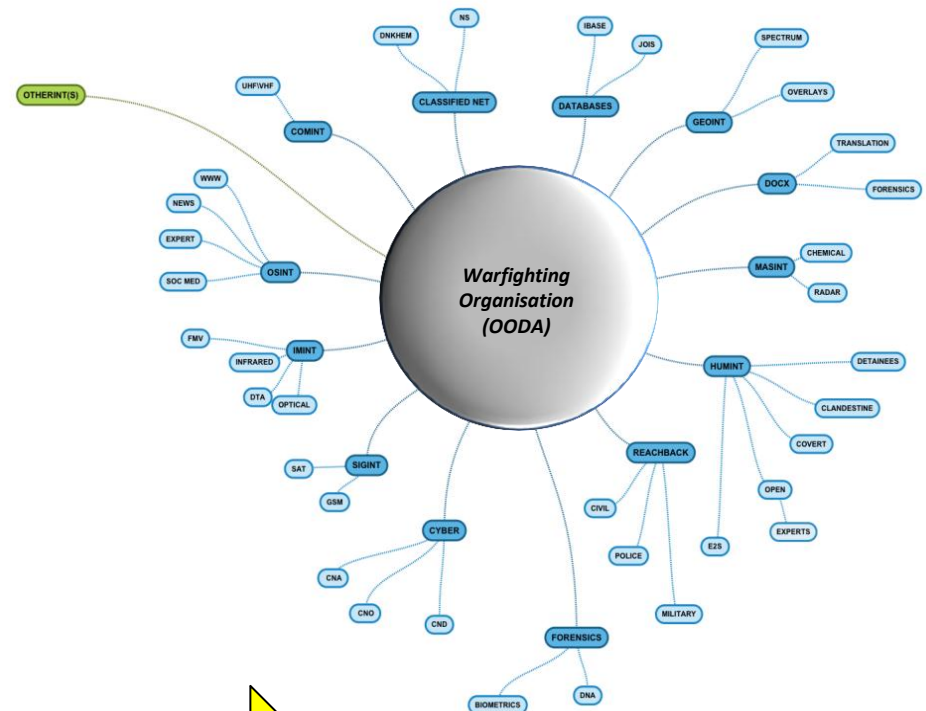 NS
IBASE
DNKHEM
SPECTRUM
JOIS
UHF\VHF
OVERLAYS
OTHERINT(S)
CLASSIFIED NET
DATABASES
GEOINT
COMINT
TRANSLATION
WWW
DOCX
FORENSICS
NEWS
EXPERT
CHEMICAL
OSINT
MASINT
SOC MED
RADAR
Warfighting
Organisation
(OODA)
FMV
IMINT
INFRARED
DETAINEES
HUMINT
DTA
OPTICAL
CLANDESTINE
COVERT
REACHBACK
SIGINT
SAT
OPEN
GSM
CIVIL
CYBER
EXPERTS
E2S
POLICE
CNA
CNO
MILITARY
CND
FORENSICS
DNA
BIOMETRICS